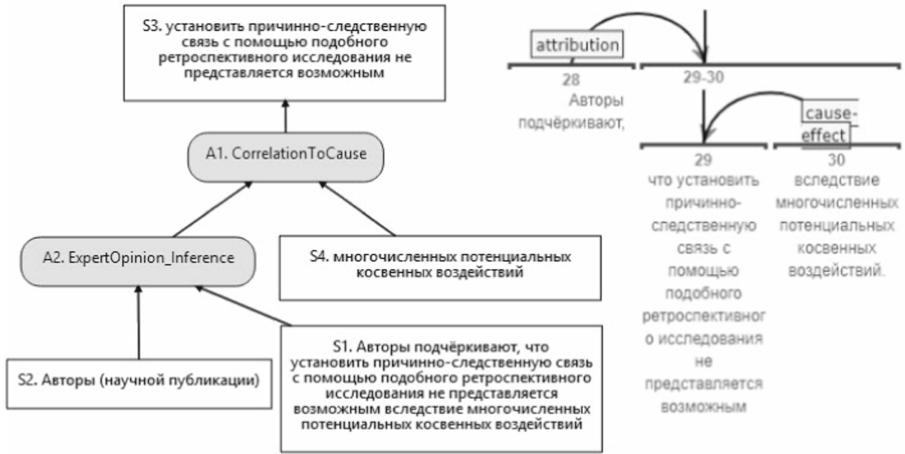 S3. установить причинно-следственную
связь с помощью подобного
ретроспективного исследования не
представляется возможным
A1. CorrelationToCause
A2. ExpertOpinion_Inference
S4. многочисленных потенциальных
косвенных воздействий
S2. Авторы (научной публикации)
S1. Авторы подчёркивают, что
установить причинно-следственную связь
с помощью подобного ретроспективного
исследования не представляется
возможным вследствие многочисленных
потенциальных косвенных воздействий
attribution
28
Авторы
подчёркивают,
29-30
cause-
effect
29
что установить
причинно-
следственную
связь с
помощью
подобного
ретроспективног
о исследования
не
представляется
возможным
30
вследствие
многочисленных
потенциальных
косвенных
воздействий.